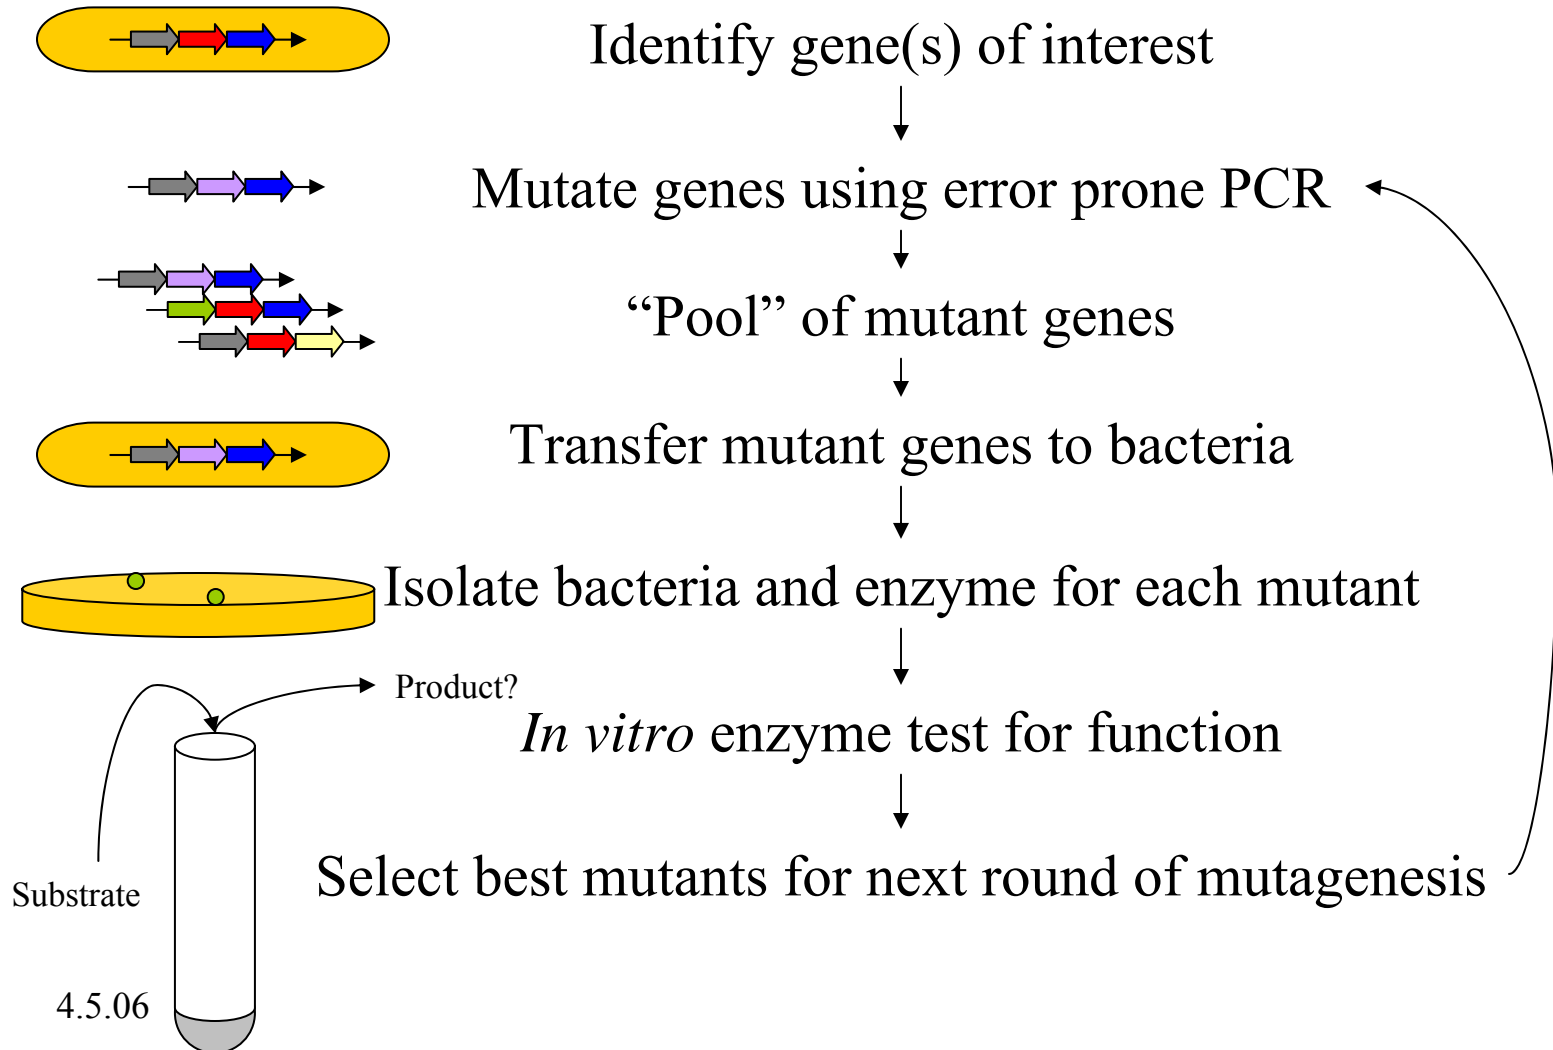 Identify gene(s) of interest
Mutate genes using error prone PCR
“Pool” of mutant genes
Transfer mutant genes to bacteria
Isolate bacteria and enzyme for each mutant
Product?
In vitro enzyme test for function
Select best mutants for next round of mutagenesis
Substrate
4.5.06